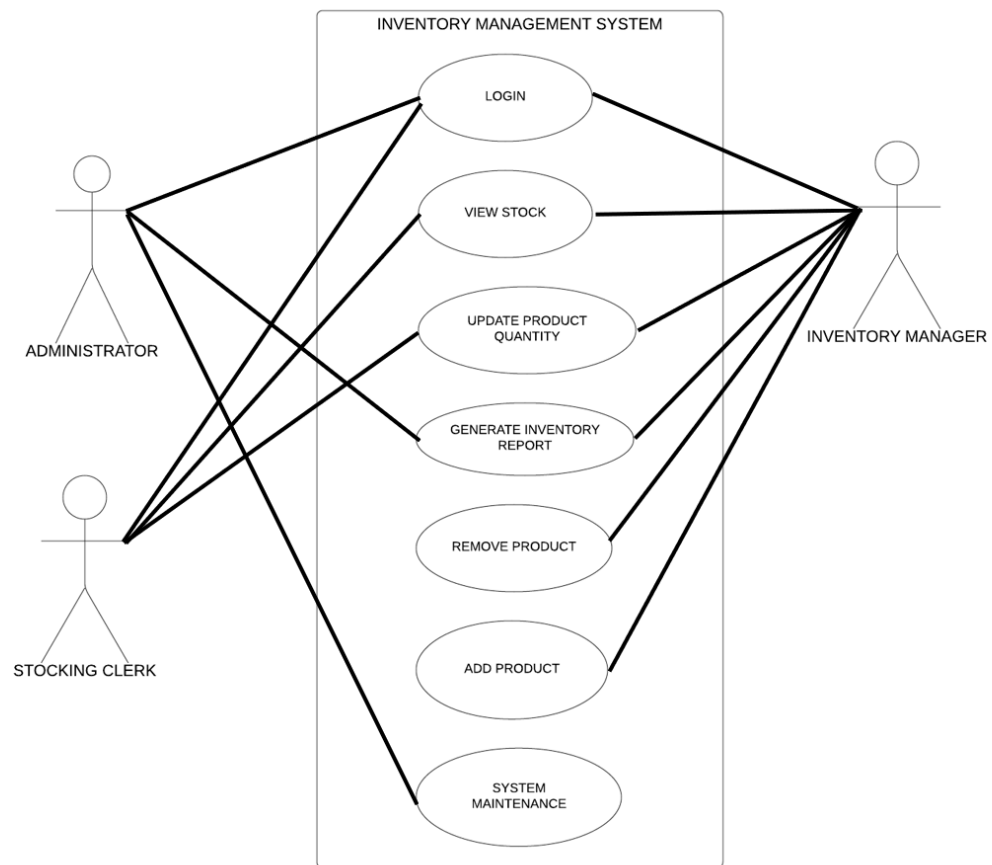 INVENTORY MANAGEMENT SYSTEM
LOGIN
VIEW STOCK
UPDATE PRODUCT
QUANTITY
ADMINISTRATOR
INVENTORY MANAGER
GENERATE INVENTORY
REPORT
REMOVE PRODUCT
STOCKING CLERK
ADD PRODUCT
SYSTEM
MAINTENANCE